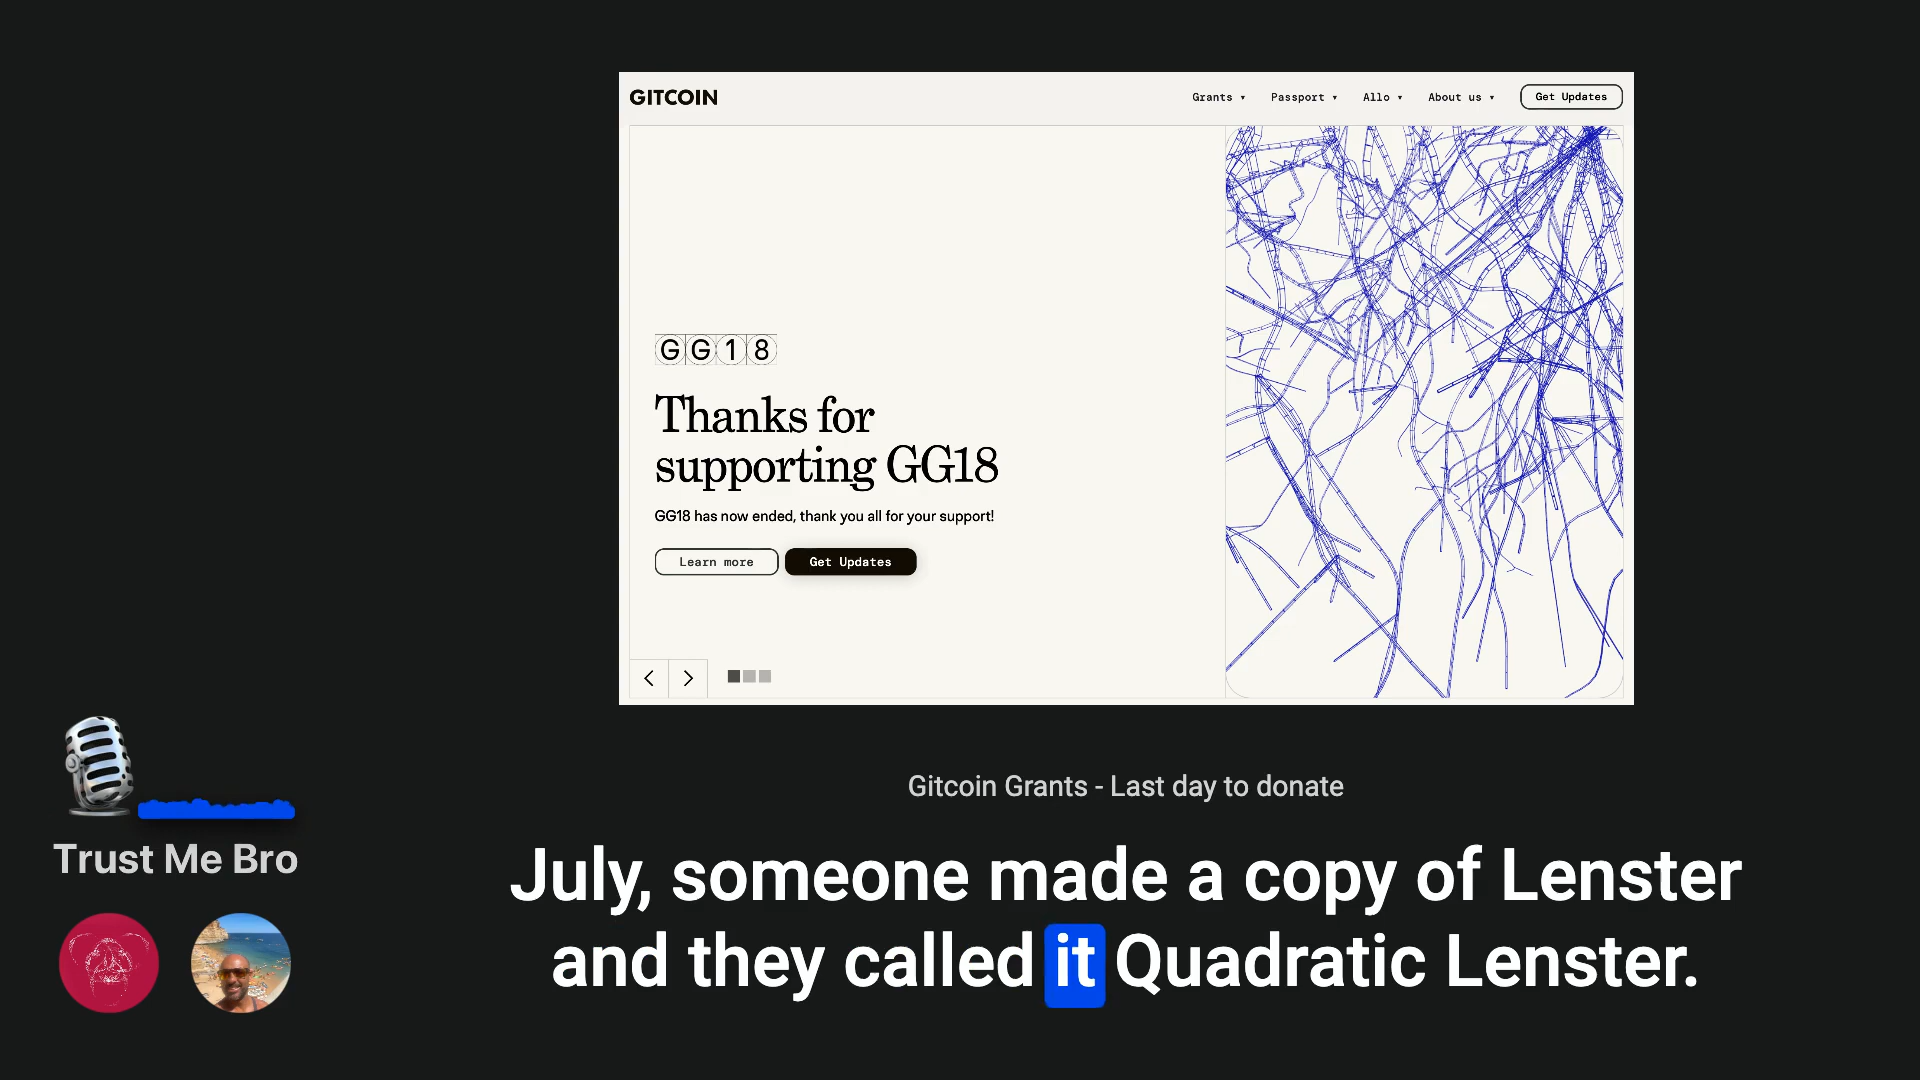 GITCOIN
Grants ▾ Passport ▾ Allo ▾ About us ▾ Get Updates
GG18
Thanks for
supporting GG18
GG18 has now ended, thank you all for your support!
Learn more Get Updates
Gitcoin Grants - Last day to donate
July, someone made a copy of Lenster
and they called it Quadratic Lenster.
Trust Me Bro